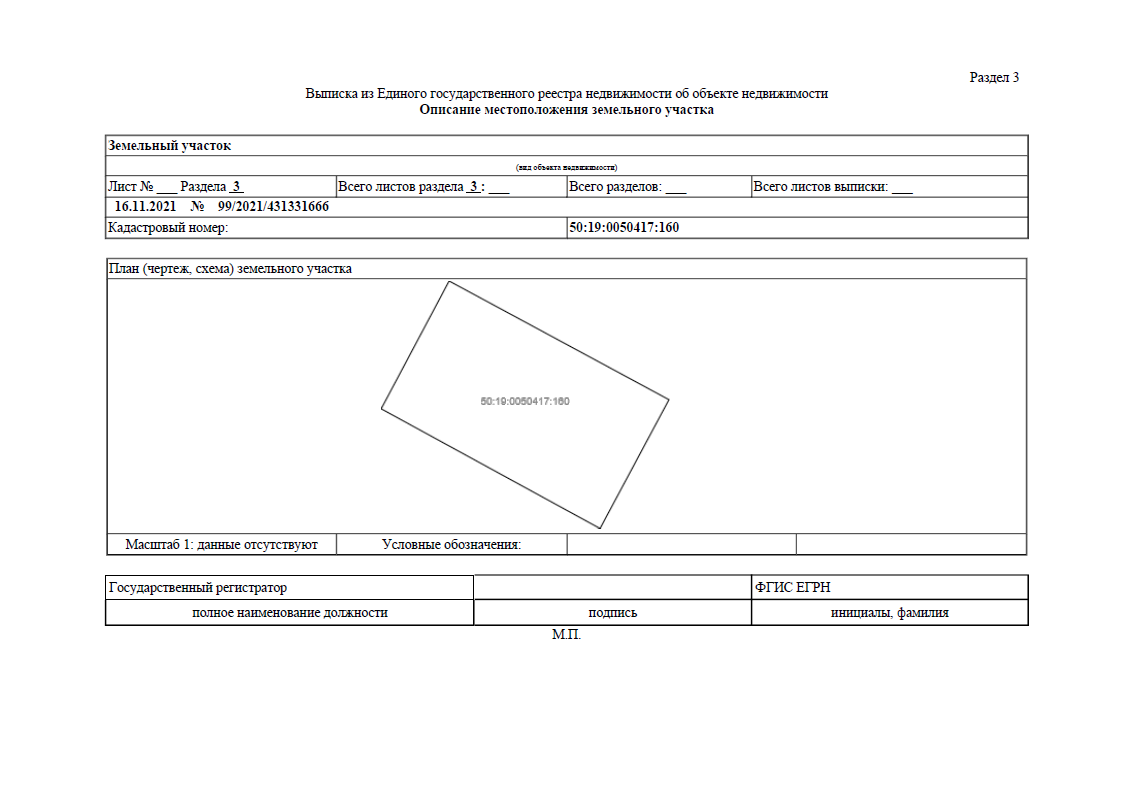 Раздел 3
Выписка из Единого государственного реестра недвижимости об объекте недвижимости
Описание местоположения земельного участка
Земельный участок
(вид объекта недвижимости)
Лист № ___ Раздела 3 Всего листов раздела 3 : ___ Всего разделов: ___ Всего листов выписки: ___
16.11.2021 № 99/2021/431331666
Кадастровый номер: 50:19:0050417:160
План (чертеж, схема) земельного участка
50:19:0050417:160
Масштаб 1: данные отсутствуют Условные обозначения:
Государственный регистратор ФГИС ЕГРН
полное наименование должности подпись инициалы, фамилия
М.П.